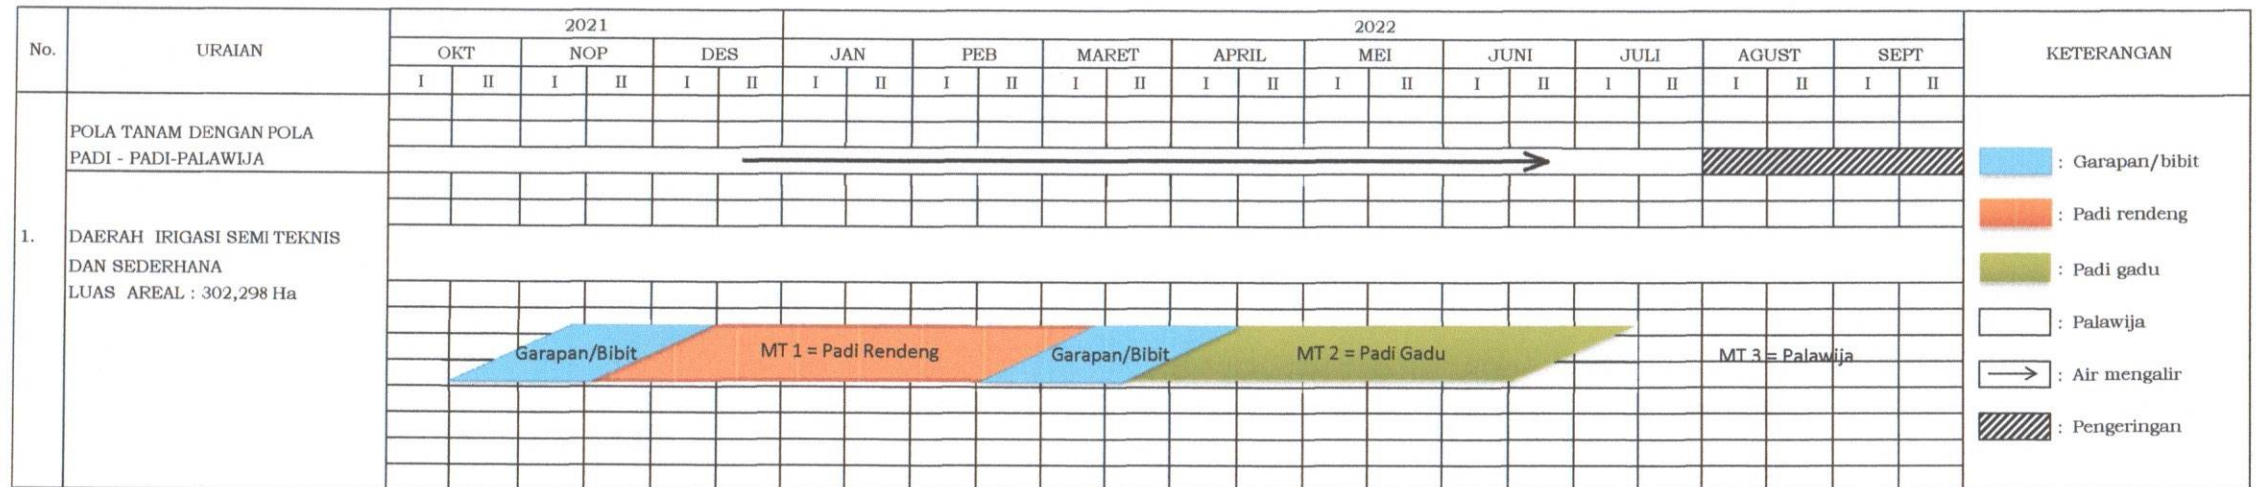 No.
URAIAN
2021
2022
KETERANGAN
OKT
NOP
DES
JAN
PEB
MARET
APRIL
MEI
JUNI
JULI
AGUST
SEPT
I II I II I II I II I II I II I II I II I II I II I II I II
POLA TANAM DENGAN POLA
PADI - PADI-PALAWIJA
1.
DAERAH IRIGASI SEMI TEKNIS
DAN SEDERHANA
LUAS AREAL : 302,298 Ha
Garapan/Bibit
MT 1 = Padi Rendeng
Garapan/Bibit
MT 2 = Padi Gadu
MT 3 = Palawija
: Garapan/bibit
: Padi rendeng
: Padi gadu
: Palawija
: Air mengalir
: Pengeringan